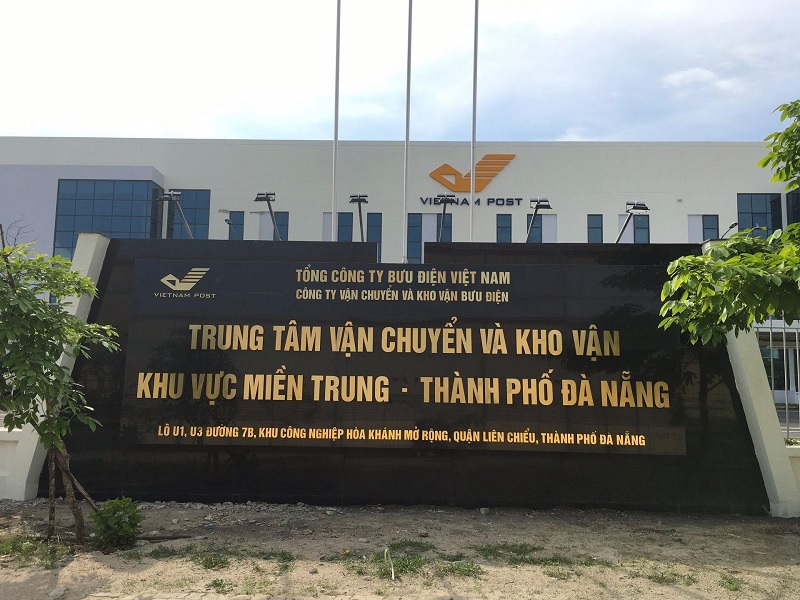 VIETNAM POST
VIETNAM POST
TỔNG CÔNG TY BƯU ĐIỆN VIỆT NAM
CÔNG TY VẬN CHUYỂN VÀ KHO VẬN BƯU ĐIỆN
TRUNG TÂM VẬN CHUYỂN VÀ KHO VẬN
KHU VỰC MIỀN TRUNG - THÀNH PHỐ ĐÀ NẴNG
LÔ U1, U3 ĐƯỜNG 7B, KHU CÔNG NGHIỆP HÒA KHÁNH MỞ RỘNG, QUẬN LIÊN CHIỂU, THÀNH PHỐ ĐÀ NẴNG